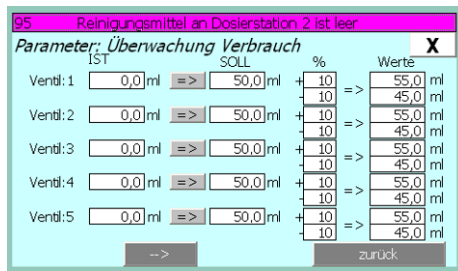 95 Reinigungsmittel an Dosierstation 2 ist leer
Parameter: Überwachung Verbrauch X
IST SOLL % Werte
Ventil:1 0,0 ml => 50,0 ml + 10 => 55,0 ml
- 10 45,0 ml
Ventil:2 0,0 ml => 50,0 ml + 10 => 55,0 ml
- 10 45,0 ml
Ventil:3 0,0 ml => 50,0 ml + 10 => 55,0 ml
- 10 45,0 ml
Ventil:4 0,0 ml => 50,0 ml + 10 => 55,0 ml
- 10 45,0 ml
Ventil:5 0,0 ml => 50,0 ml + 10 => 55,0 ml
- 10 45,0 ml
--> zurück